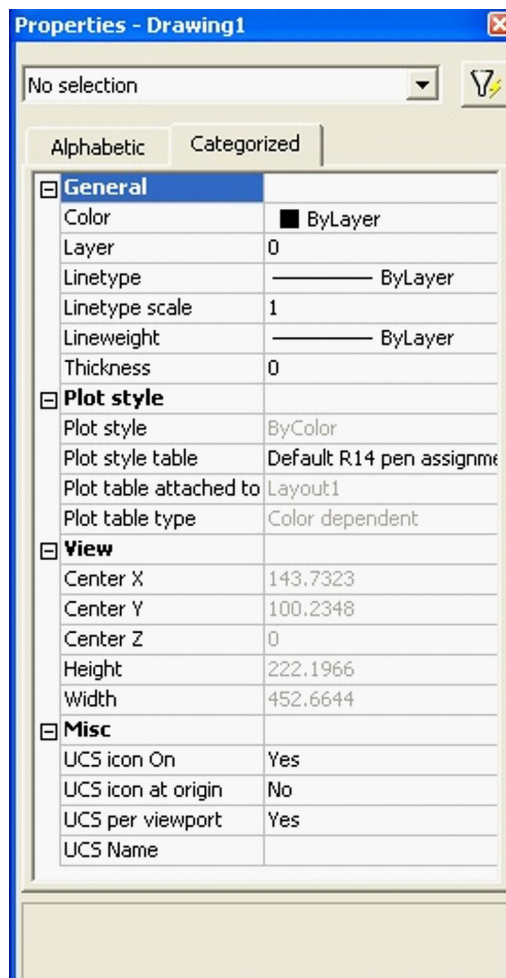 Properties - Drawing1
No selection
Alphabetic Categorized
General
Color ByLayer
Layer 0
Linetype ByLayer
Linetype scale 1
Lineweight ByLayer
Thickness 0
Plot style
Plot style ByColor
Plot style table Default R14 pen assignme
Plot table attached to Layout1
Plot table type Color dependent
View
Center X 143.7323
Center Y 100.2348
Center Z 0
Height 222.1966
Width 452.6644
Misc
UCS icon On Yes
UCS icon at origin No
UCS per viewport Yes
UCS Name